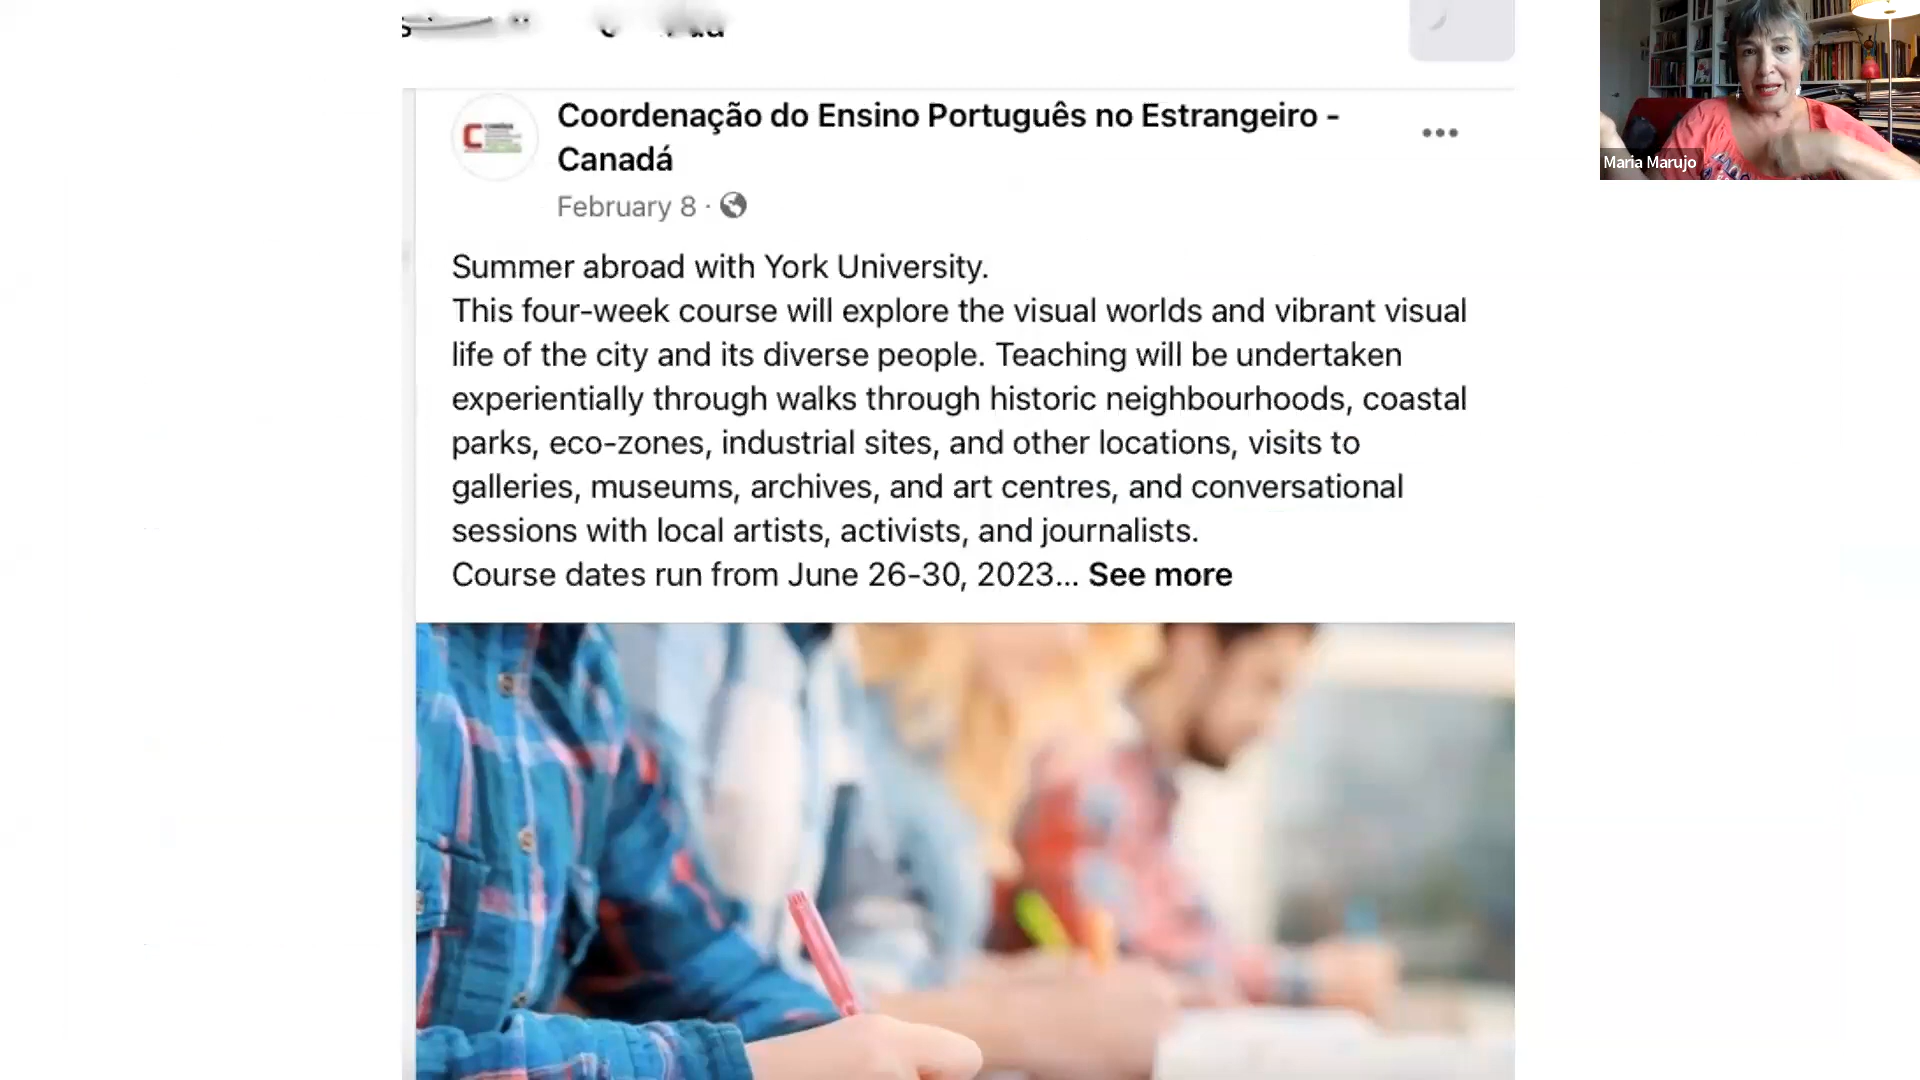 Coordenação do Ensino Português no Estrangeiro -
Canadá
February 8 ·
Summer abroad with York University.
This four-week course will explore the visual worlds and vibrant visual
life of the city and its diverse people. Teaching will be undertaken
experientially through walks through historic neighbourhoods, coastal
parks, eco-zones, industrial sites, and other locations, visits to
galleries, museums, archives, and art centres, and conversational
sessions with local artists, activists, and journalists.
Course dates run from June 26-30, 2023... See more
Maria Marujo